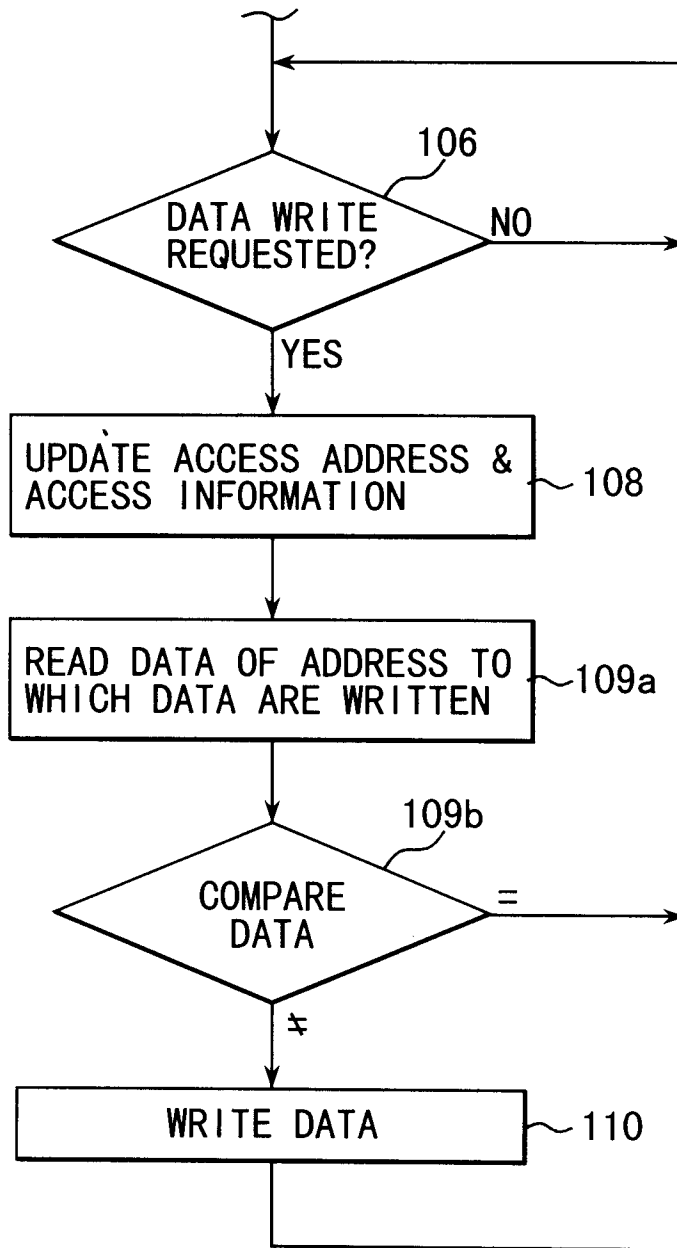 106
DATA WRITE
REQUESTED?
NO
YES
UPDATE ACCESS ADDRESS &
ACCESS INFORMATION
108
READ DATA OF ADDRESS TO
WHICH DATA ARE WRITTEN
109a
109b
COMPARE
DATA
=
≠
WRITE DATA
110